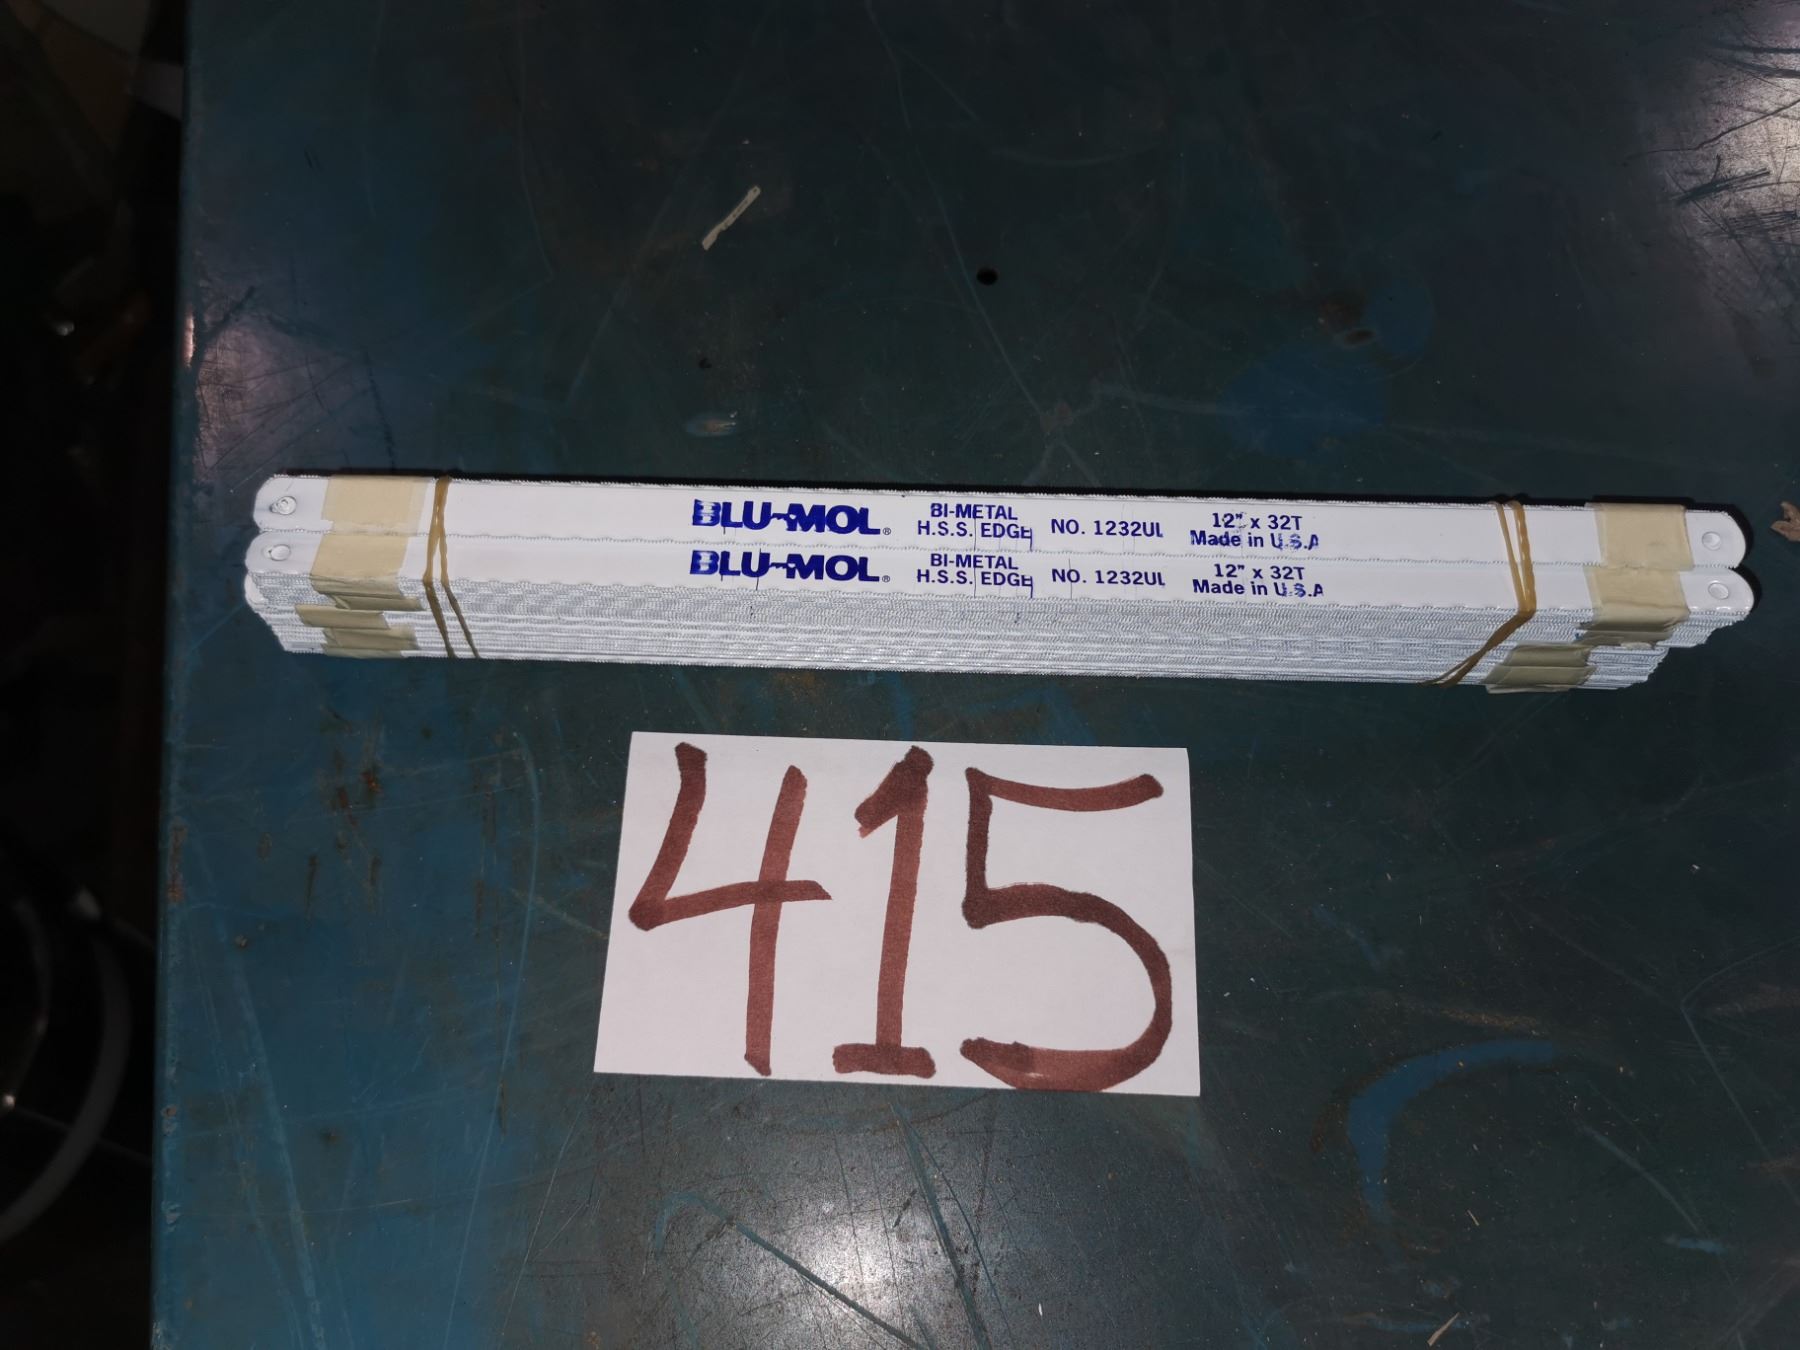 BLU-MOL® BI-METAL H.S.S. EDGE NO. 1232UL 12" x 32T Made in U.S.A
BLU-MOL® BI-METAL H.S.S. EDGE NO. 1232UL 12" x 32T Made in U.S.A
415